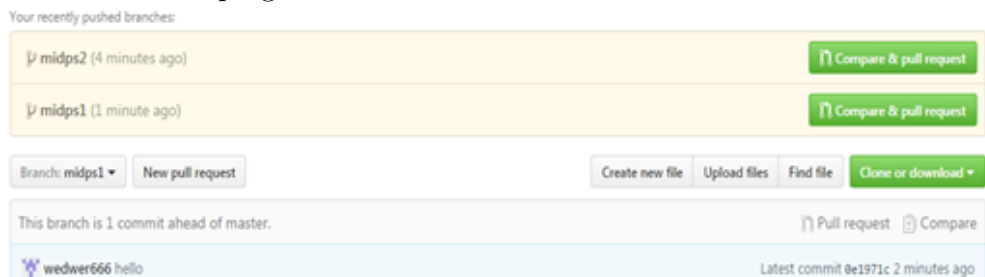 Your recently pushed branches:
midps2 (4 minutes ago) Compare & pull request
midps1 (1 minute ago) Compare & pull request
Branch: midps1 New pull request Create new file Upload files Find file Clone or download
This branch is 1 commit ahead of master. Pull request Compare
wedwer666 hello Latest commit 0e1971c 2 minutes ago